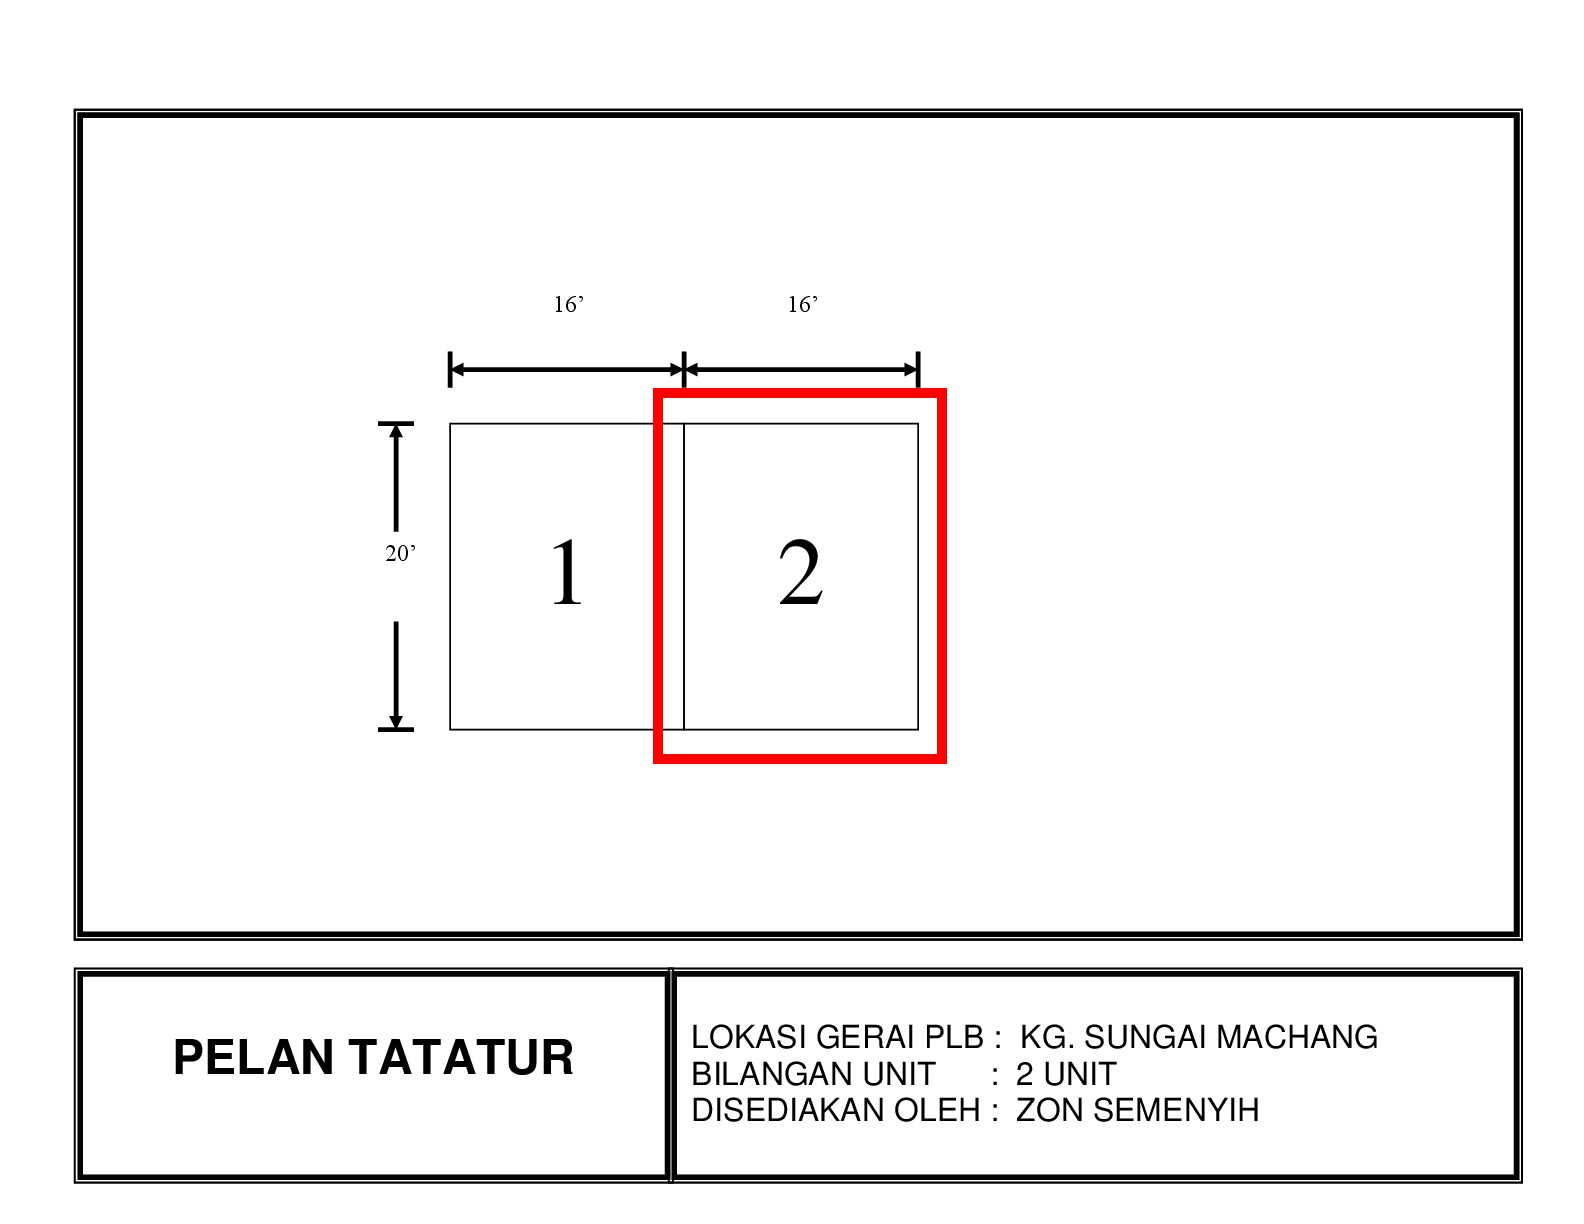 16’ 16’
20’
1 2
PELAN TATATUR
LOKASI GERAI PLB : KG. SUNGAI MACHANG
BILANGAN UNIT : 2 UNIT
DISEDIAKAN OLEH : ZON SEMENYIH